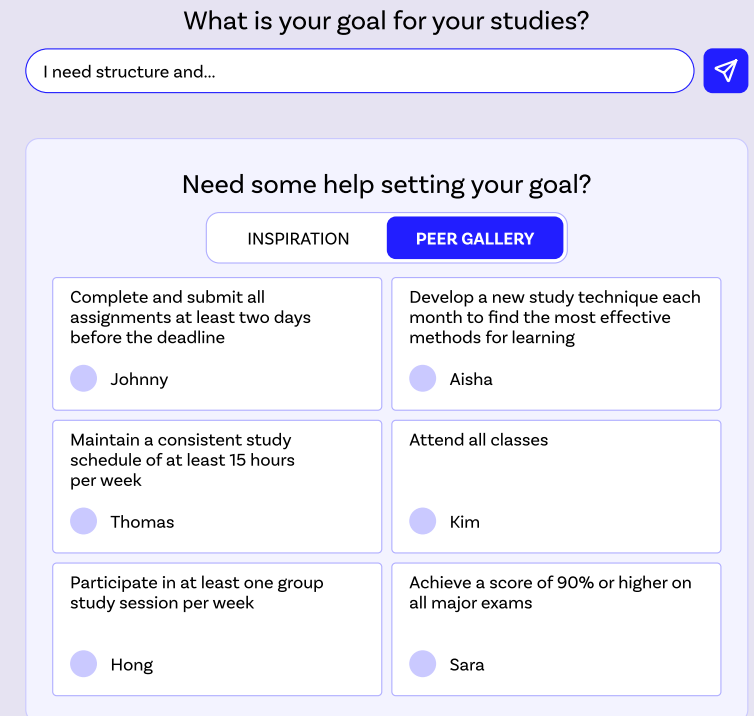 What is your goal for your studies?
I need structure and...
Need some help setting your goal?
INSPIRATION
PEER GALLERY
Complete and submit all
assignments at least two days
before the deadline
Johnny
Develop a new study technique each
month to find the most effective
methods for learning
Aisha
Maintain a consistent study
schedule of at least 15 hours
per week
Thomas
Attend all classes
Kim
Participate in at least one group
study session per week
Hong
Achieve a score of 90% or higher on
all major exams
Sara